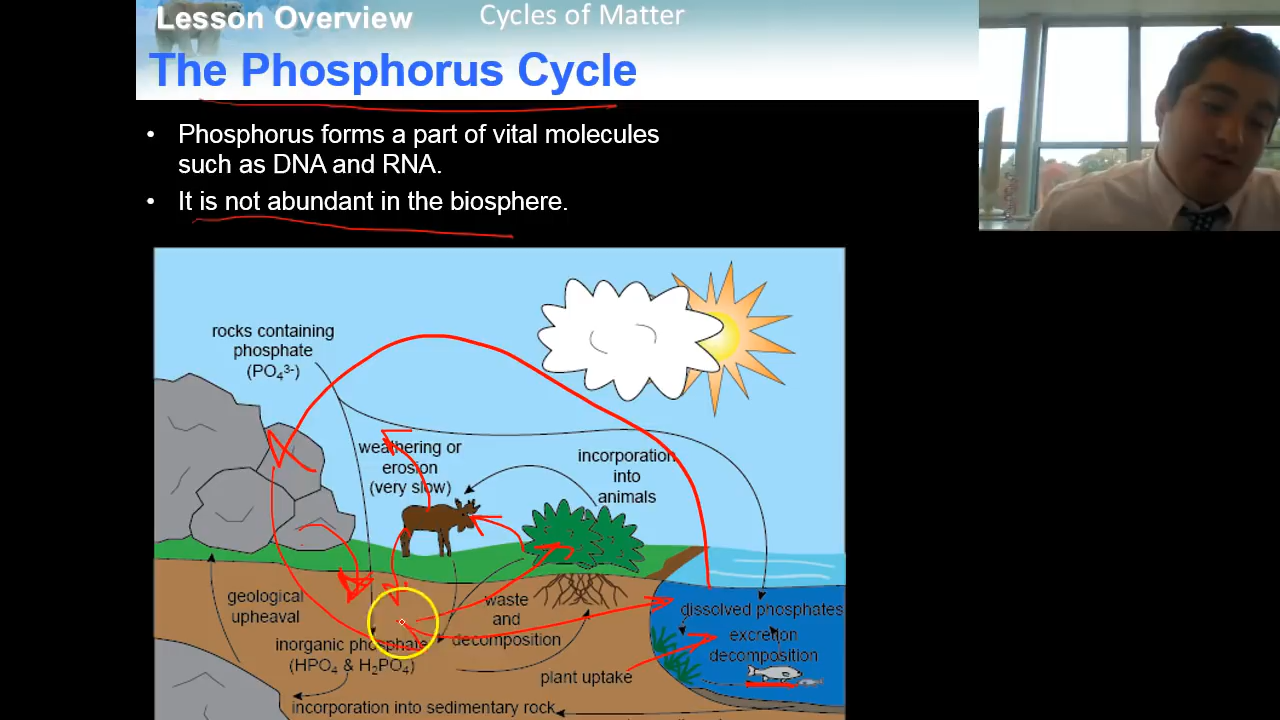 Lesson Overview
Cycles of Matter
The Phosphorus Cycle
• Phosphorus forms a part of vital molecules
such as DNA and RNA.
• It is not abundant in the biosphere.
rocks containing
phosphate
(PO₄³⁻)
weathering or
erosion
(very slow)
incorporation
into
animals
geological
upheaval
waste
and
decomposition
dissolved phosphates
excretion
decomposition
inorganic phosphate
(HPO₄ & H₂PO₄)
plant uptake
incorporation into sedimentary rock